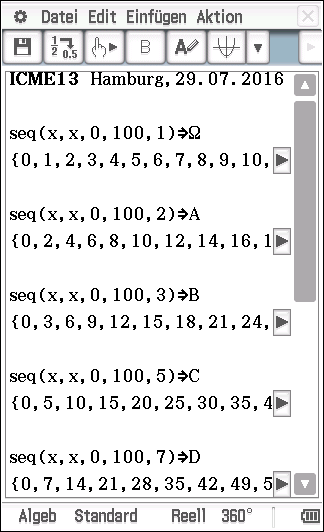 Datei Edit Einfügen Aktion
B A
ICME13 Hamburg,29.07.2016
seq(x,x,0,100,1)⇒Ω
{0,1,2,3,4,5,6,7,8,9,10,
seq(x,x,0,100,2)⇒A
{0,2,4,6,8,10,12,14,16,1
seq(x,x,0,100,3)⇒B
{0,3,6,9,12,15,18,21,24,
seq(x,x,0,100,5)⇒C
{0,5,10,15,20,25,30,35,4
seq(x,x,0,100,7)⇒D
{0,7,14,21,28,35,42,49,5
Algeb Standard Reell 360°